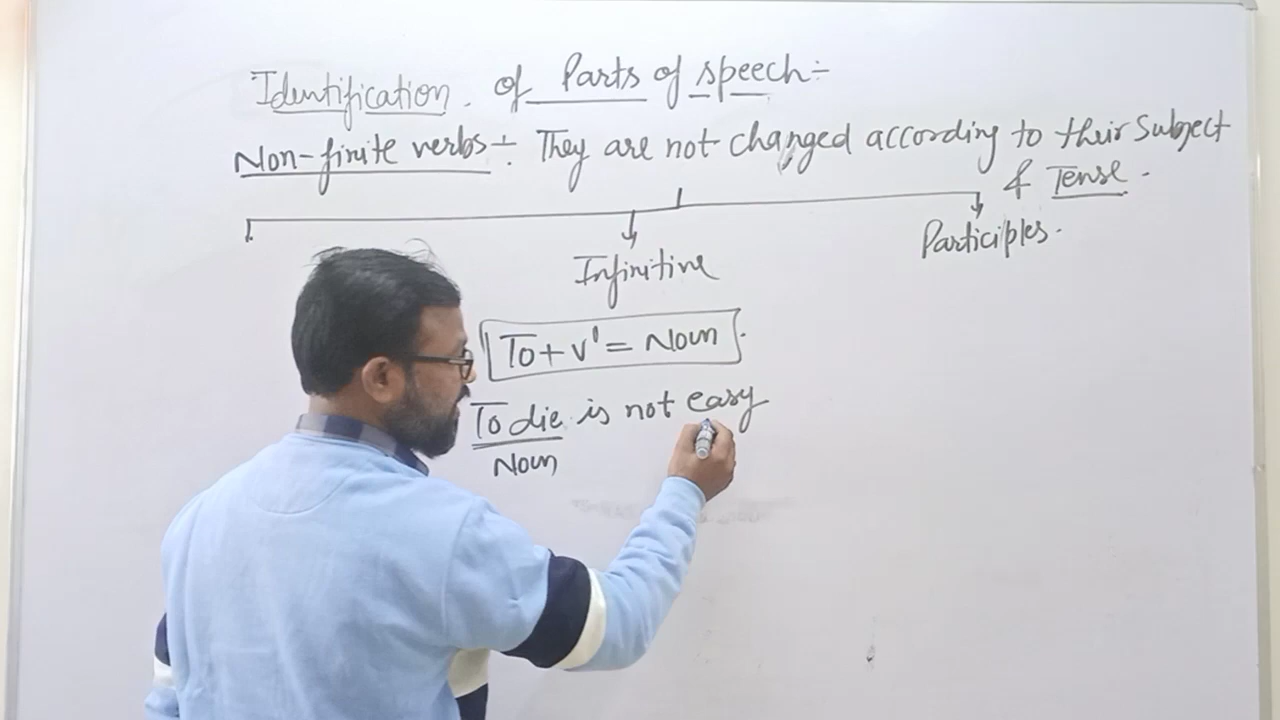 Identification of Parts of speech:-
Non-finite verbs:- They are not changed according to their Subject
& Tense.
Infinitive
Participles.
To + V¹ = Noun
To die is not easy
Noun